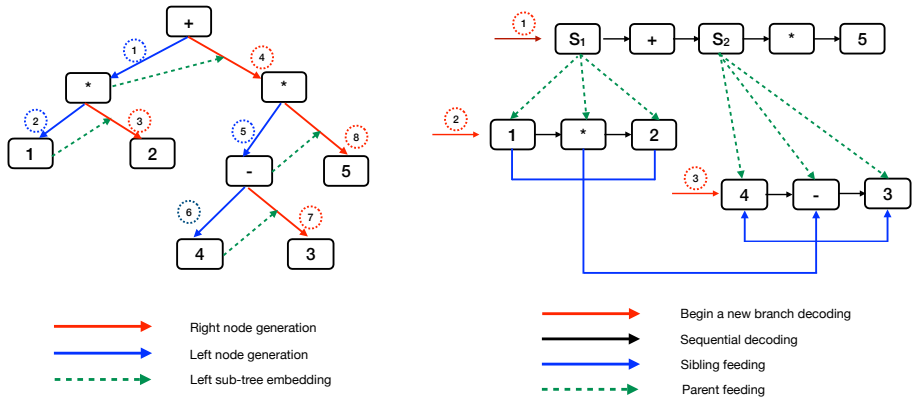 +
1
4
*
*
2
3
5
8
1
2
-
5
6
7
4
3
Right node generation
Left node generation
Left sub-tree embedding
1
S1 + S2 * 5
2
1 * 2
3
4 - 3
Begin a new branch decoding
Sequential decoding
Sibling feeding
Parent feeding